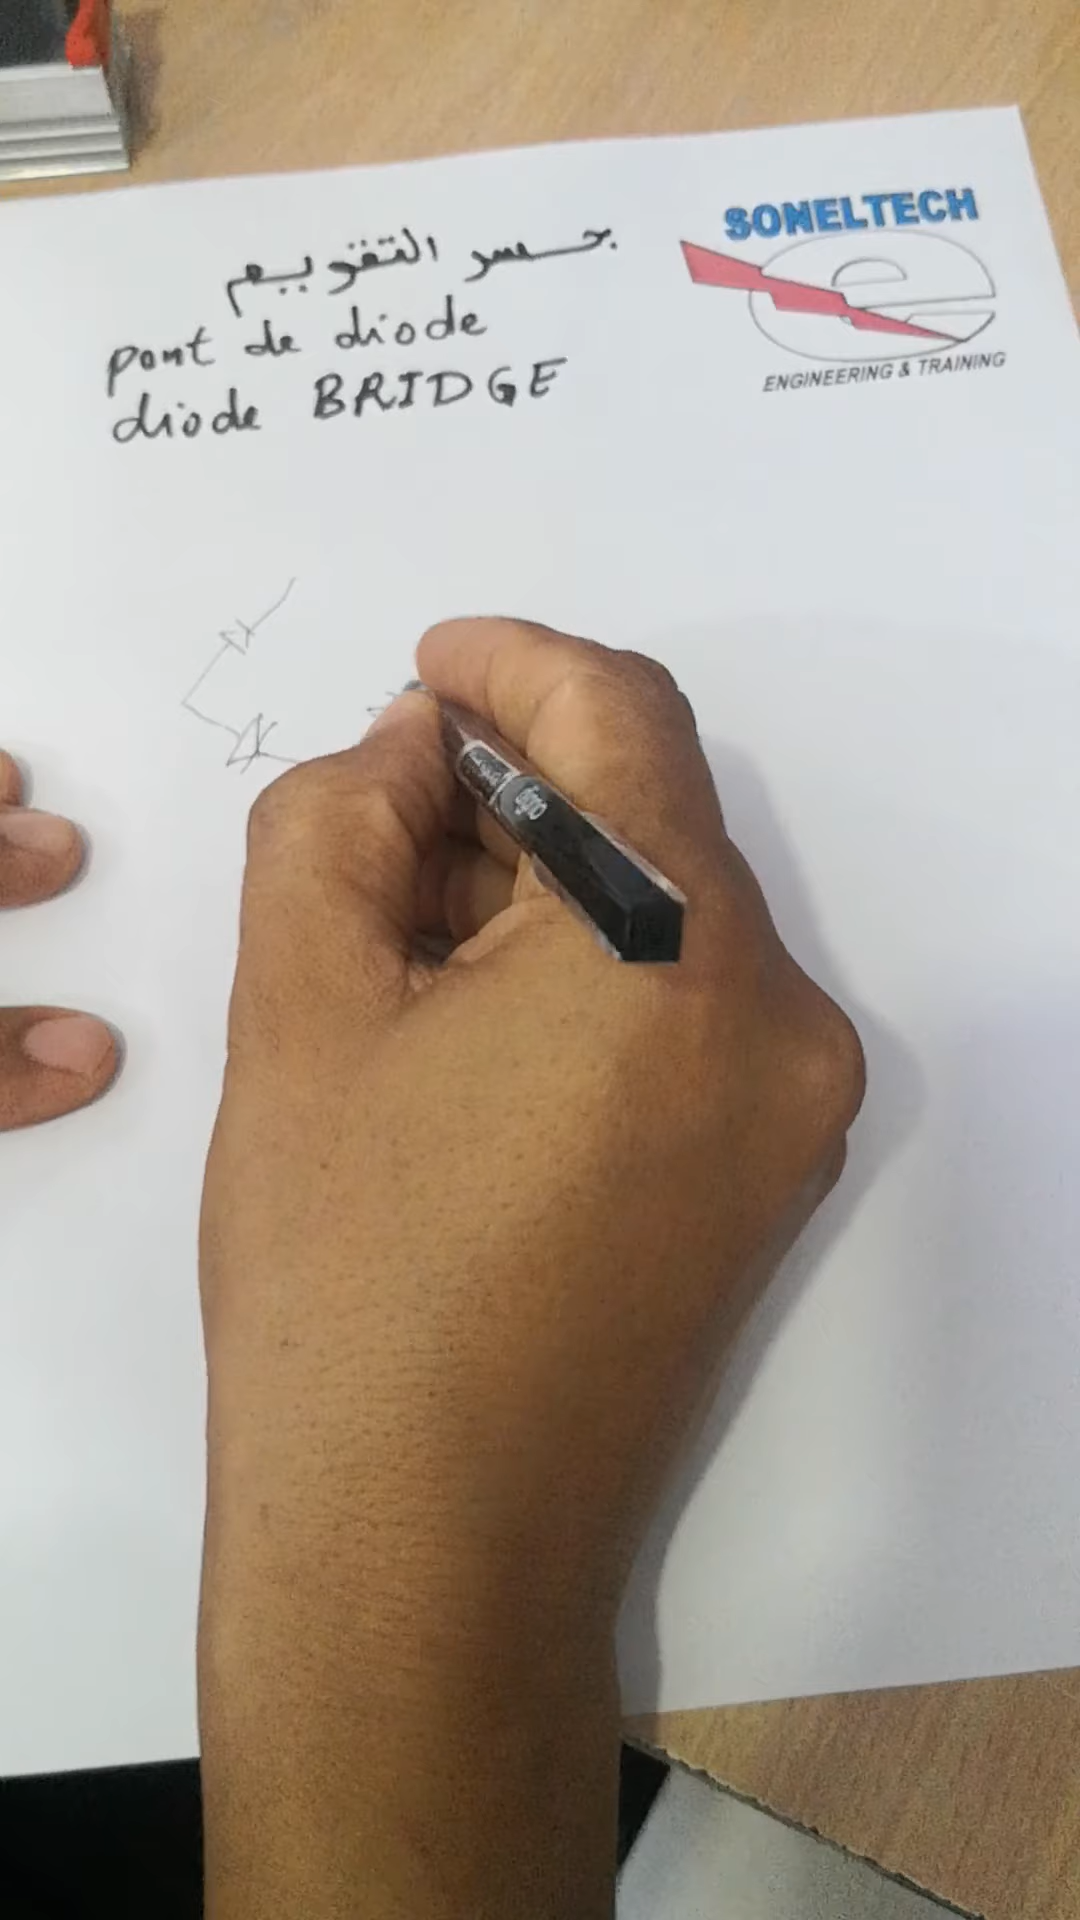 جسر التقويم
pont de diode
diode BRIDGE
SONELTECH
ENGINEERING & TRAINING